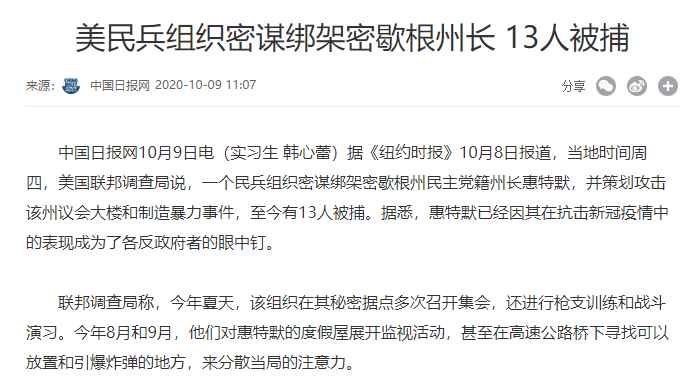 美民兵组织密谋绑架密歇根州长 13人被捕
来源： 中国日报网 2020-10-09 11:07 分享
中国日报网10月9日电（实习生 韩心蕾）据《纽约时报》10月8日报道，当地时间周
四，美国联邦调查局说，一个民兵组织密谋绑架密歇根州民主党籍州长惠特默，并策划攻击
该州议会大楼和制造暴力事件，至今有13人被捕。据悉，惠特默已经因其在抗击新冠疫情中
的表现成为了各反政府者的眼中钉。
联邦调查局称，今年夏天，该组织在其秘密据点多次召开集会，还进行枪支训练和战斗
演习。今年8月和9月，他们对惠特默的度假屋展开监视活动，甚至在高速公路桥下寻找可以
放置和引爆炸弹的地方，来分散当局的注意力。